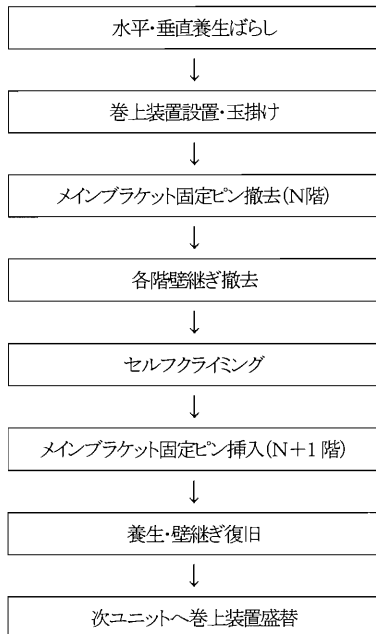 水平・垂直養生ばらし
↓
巻上装置設置・玉掛け
↓
メインブラケット固定ピン撤去(N階)
↓
各階壁継ぎ撤去
↓
セルフクライミング
↓
メインブラケット固定ピン挿入(N+1階)
↓
養生・壁継ぎ復旧
↓
次ユニットへ巻上装置盛替